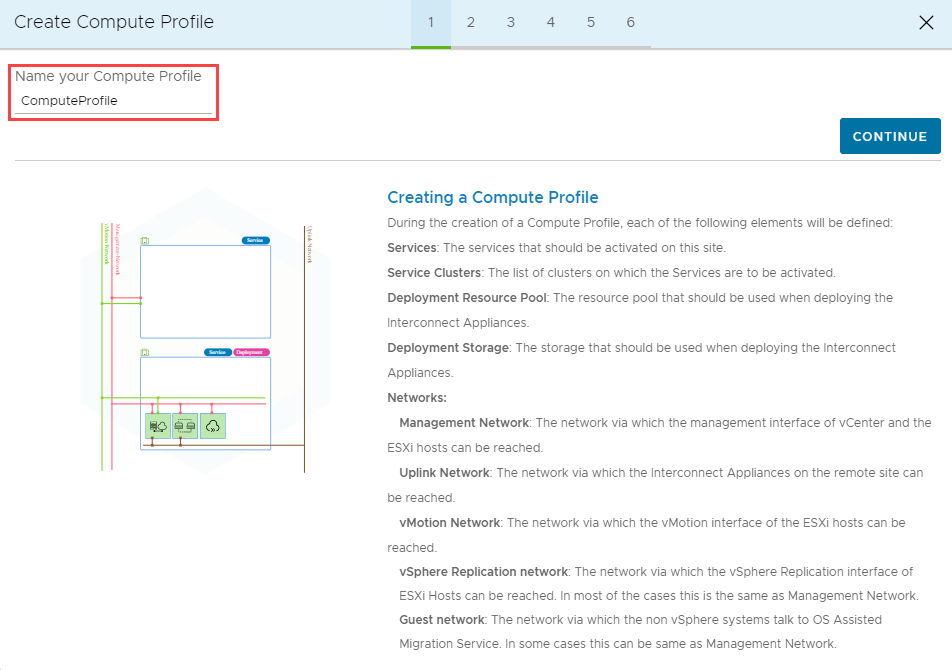 Create Compute Profile
1 2 3 4 5 6
Name your Compute Profile
ComputeProfile
CONTINUE
vMotion Network
Management Network
Uplink Network
Service
Service Deployment
Creating a Compute Profile
During the creation of a Compute Profile, each of the following elements will be defined:
Services: The services that should be activated on this site.
Service Clusters: The list of clusters on which the Services are to be activated.
Deployment Resource Pool: The resource pool that should be used when deploying the
Interconnect Appliances.
Deployment Storage: The storage that should be used when deploying the Interconnect
Appliances.
Networks:
Management Network: The network via which the management interface of vCenter and the
ESXi hosts can be reached.
Uplink Network: The network via which the Interconnect Appliances on the remote site can
be reached.
vMotion Network: The network via which the vMotion interface of the ESXi hosts can be
reached.
vSphere Replication network: The network via which the vSphere Replication interface of
ESXi Hosts can be reached. In most of the cases this is the same as Management Network.
Guest network: The network via which the non vSphere systems talk to OS Assisted
Migration Service. In some cases this can be same as Management Network.